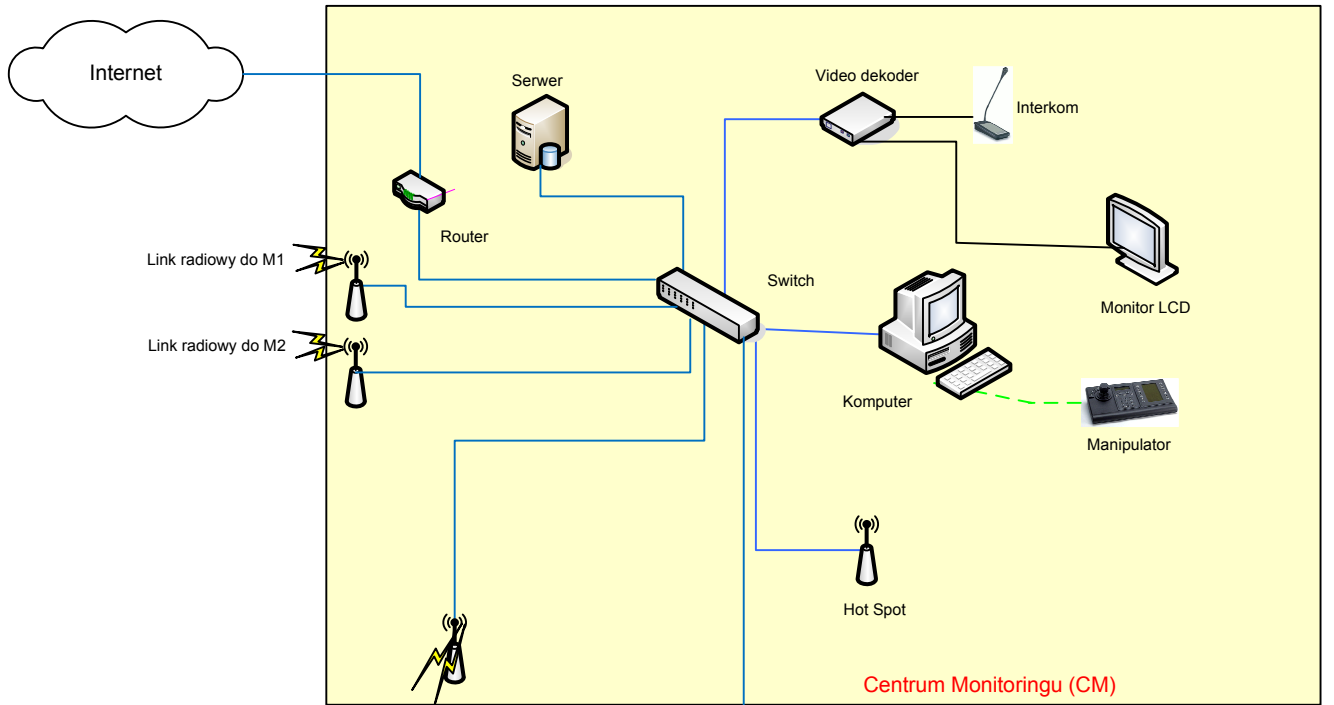 Internet
Serwer
Video dekoder
Interkom
Router
Link radiowy do M1
Switch
Monitor LCD
Link radiowy do M2
Komputer
Manipulator
Hot Spot
Centrum Monitoringu (CM)